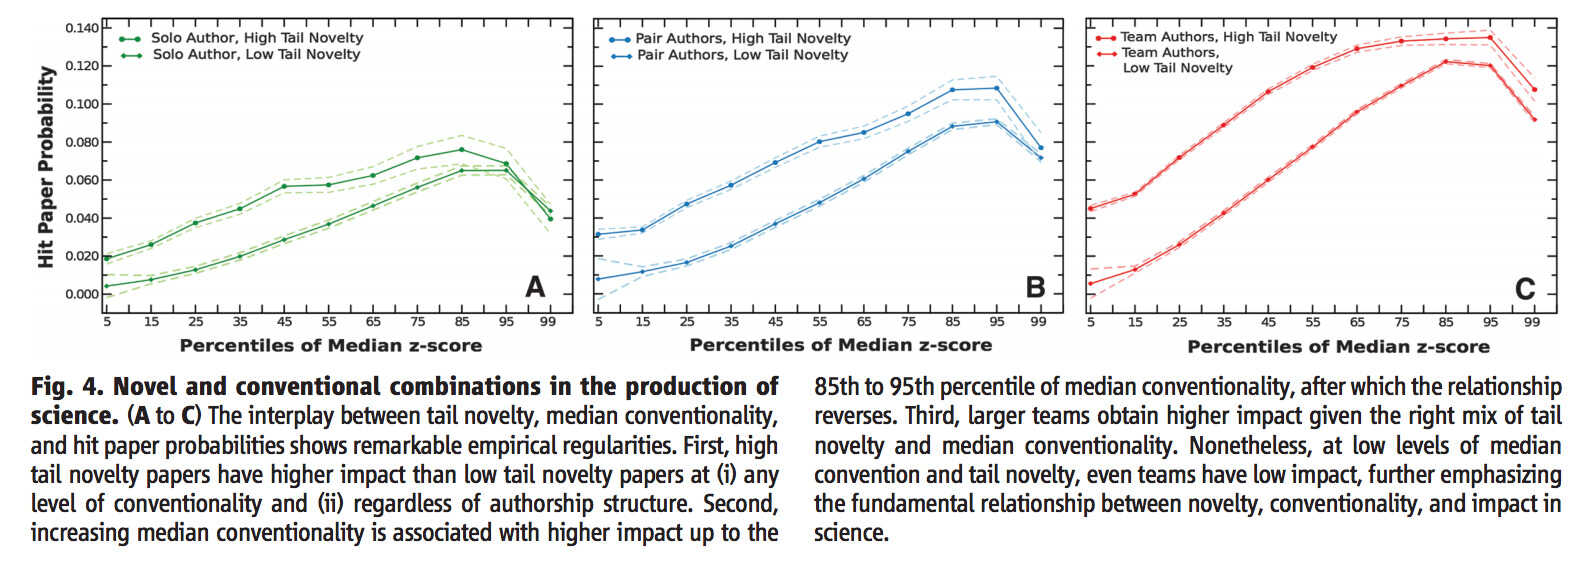 0.140
0.120
0.100
0.080
0.060
0.040
0.020
0.000
Hit Paper Probability
Solo Author, High Tail Novelty
Solo Author, Low Tail Novelty
A
5 15 25 35 45 55 65 75 85 95 99
Percentiles of Median z-score
Pair Authors, High Tail Novelty
Pair Authors, Low Tail Novelty
B
5 15 25 35 45 55 65 75 85 95 99
Percentiles of Median z-score
Team Authors, High Tail Novelty
Team Authors,
Low Tail Novelty
C
5 15 25 35 45 55 65 75 85 95 99
Percentiles of Median z-score
Fig. 4. Novel and conventional combinations in the production of
science. (A to C) The interplay between tail novelty, median conventionality,
and hit paper probabilities shows remarkable empirical regularities. First, high
tail novelty papers have higher impact than low tail novelty papers at (i) any
level of conventionality and (ii) regardless of authorship structure. Second,
increasing median conventionality is associated with higher impact up to the
85th to 95th percentile of median conventionality, after which the relationship
reverses. Third, larger teams obtain higher impact given the right mix of tail
novelty and median conventionality. Nonetheless, at low levels of median
convention and tail novelty, even teams have low impact, further emphasizing
the fundamental relationship between novelty, conventionality, and impact in
science.